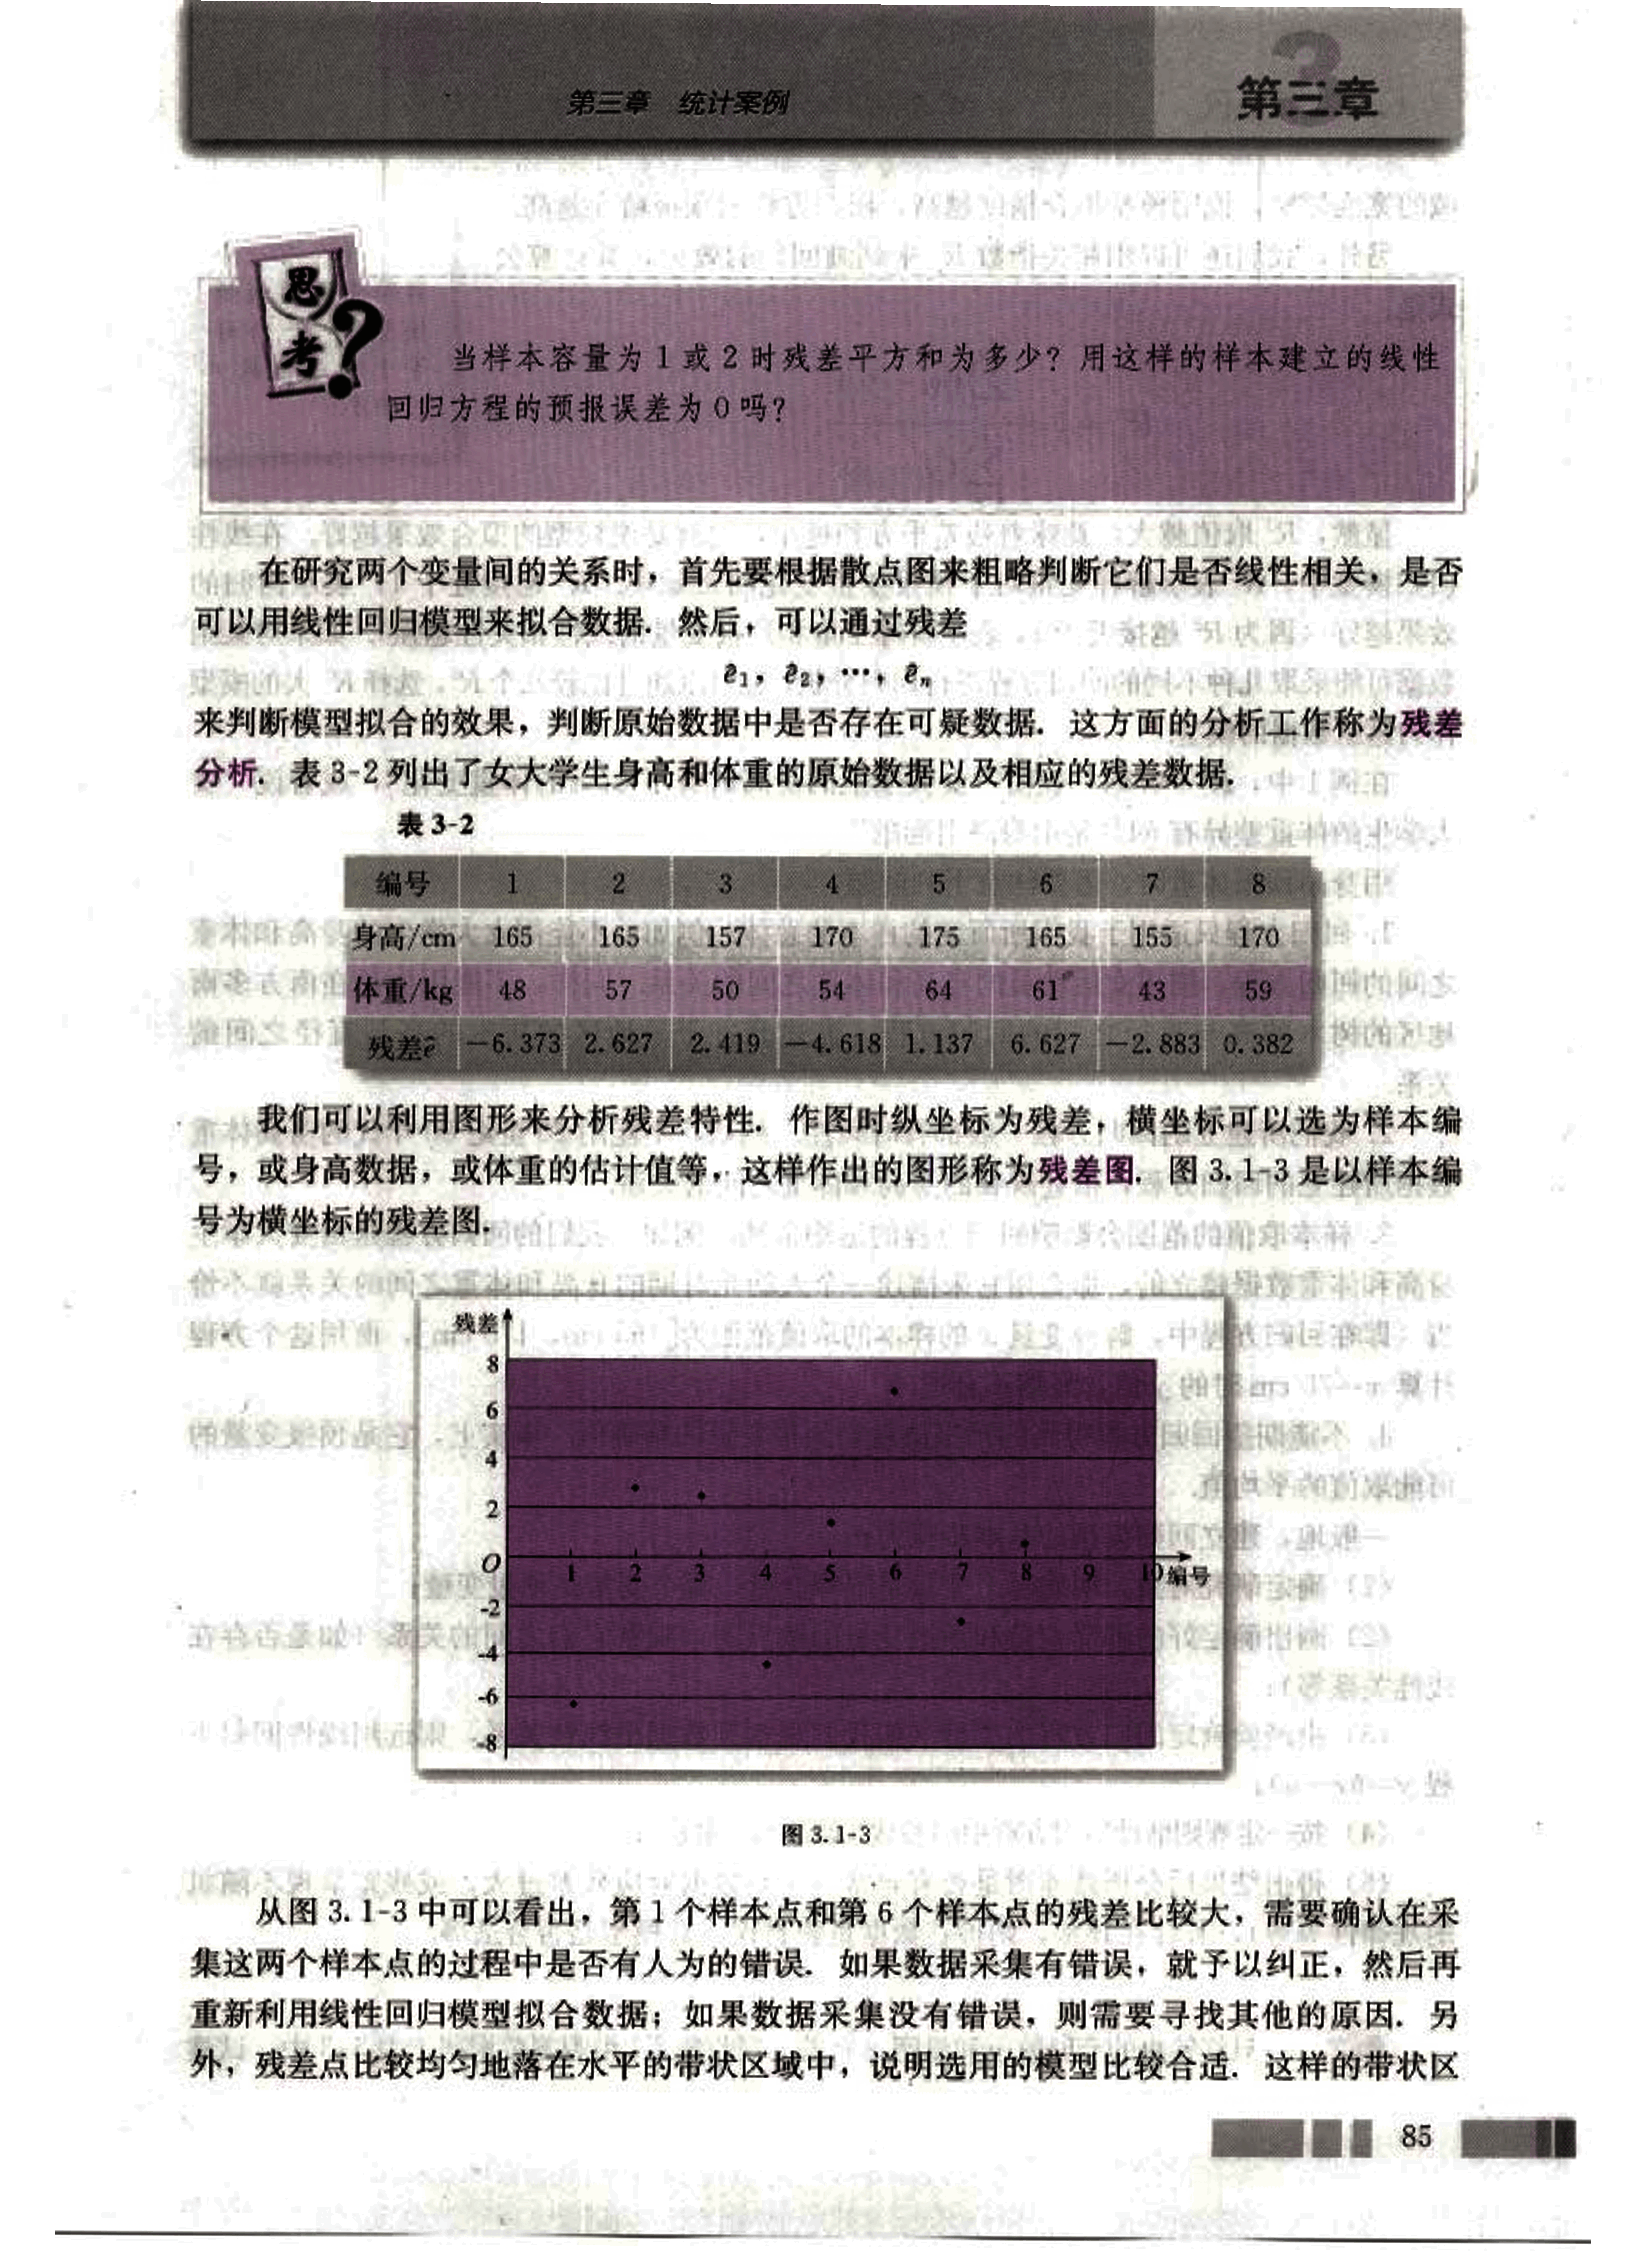 第三章 统计案例
第三章
思考?
当样本容量为 1 或 2 时残差平方和为多少？用这样的样本建立的线性
回归方程的预报误差为 0 吗？
在研究两个变量间的关系时，首先要根据散点图来粗略判断它们是否线性相关，是否
可以用线性回归模型来拟合数据．然后，可以通过残差
ê₁，ê₂，…，êₙ
来判断模型拟合的效果，判断原始数据中是否存在可疑数据．这方面的分析工作称为残差
分析．表 3-2 列出了女大学生身高和体重的原始数据以及相应的残差数据．
表 3-2
编号 1 2 3 4 5 6 7 8
身高/cm 165 165 157 170 175 165 155 170
体重/kg 48 57 50 54 64 61 43 59
残差ê －6.373 2.627 2.419 －4.618 1.137 6.627 －2.883 0.382
我们可以利用图形来分析残差特性．作图时纵坐标为残差，横坐标可以选为样本编
号，或身高数据，或体重的估计值等，这样作出的图形称为残差图．图 3.1-3 是以样本编
号为横坐标的残差图．
残差
8
6
4
2
O
1 2 3 4 5 6 7 8 9 10 编号
-2
-4
-6
-8
图 3.1-3
从图 3.1-3 中可以看出，第 1 个样本点和第 6 个样本点的残差比较大，需要确认在采
集这两个样本点的过程中是否有人为的错误．如果数据采集有错误，就予以纠正，然后再
重新利用线性回归模型拟合数据；如果数据采集没有错误，则需要寻找其他的原因．另
外，残差点比较均匀地落在水平的带状区域中，说明选用的模型比较合适．这样的带状区
85